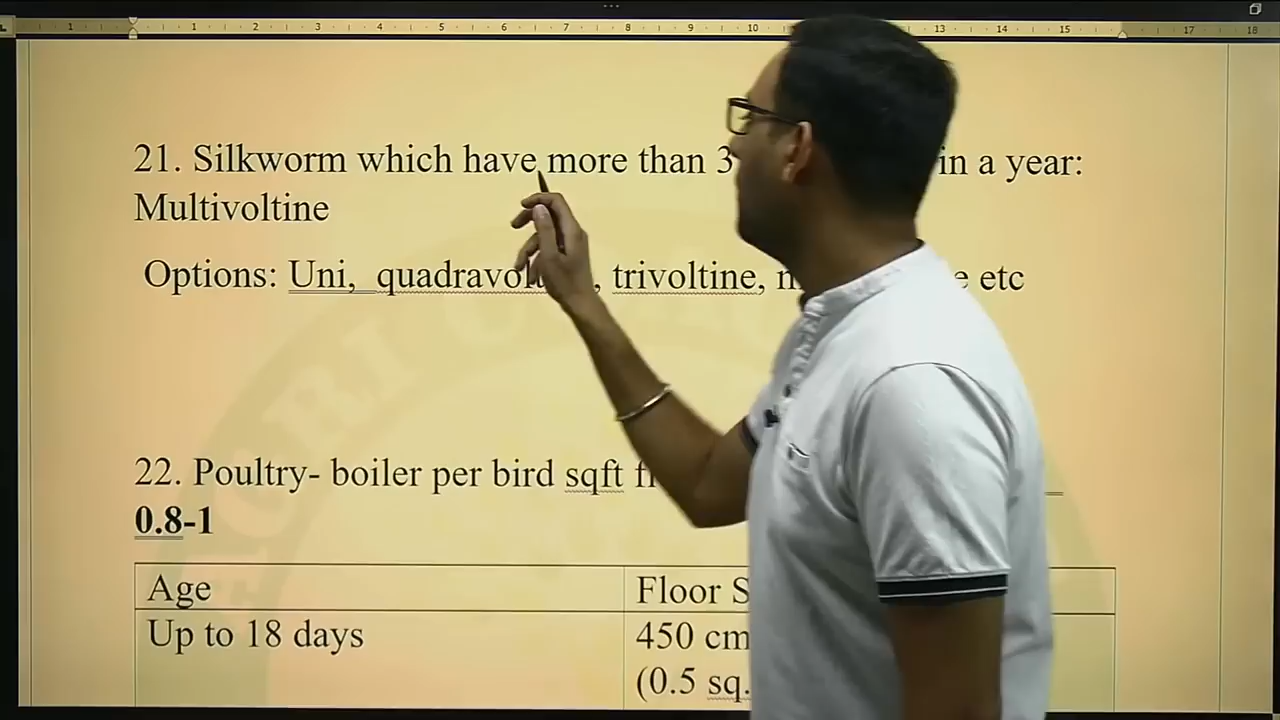 21. Silkworm which have more than 3 in a year:
Multivoltine
Options: Uni, quadravol , trivoltine, etc
22. Poultry- boiler per bird sqft
0.8-1
Age Floor
Up to 18 days 450 cm
(0.5 sq.